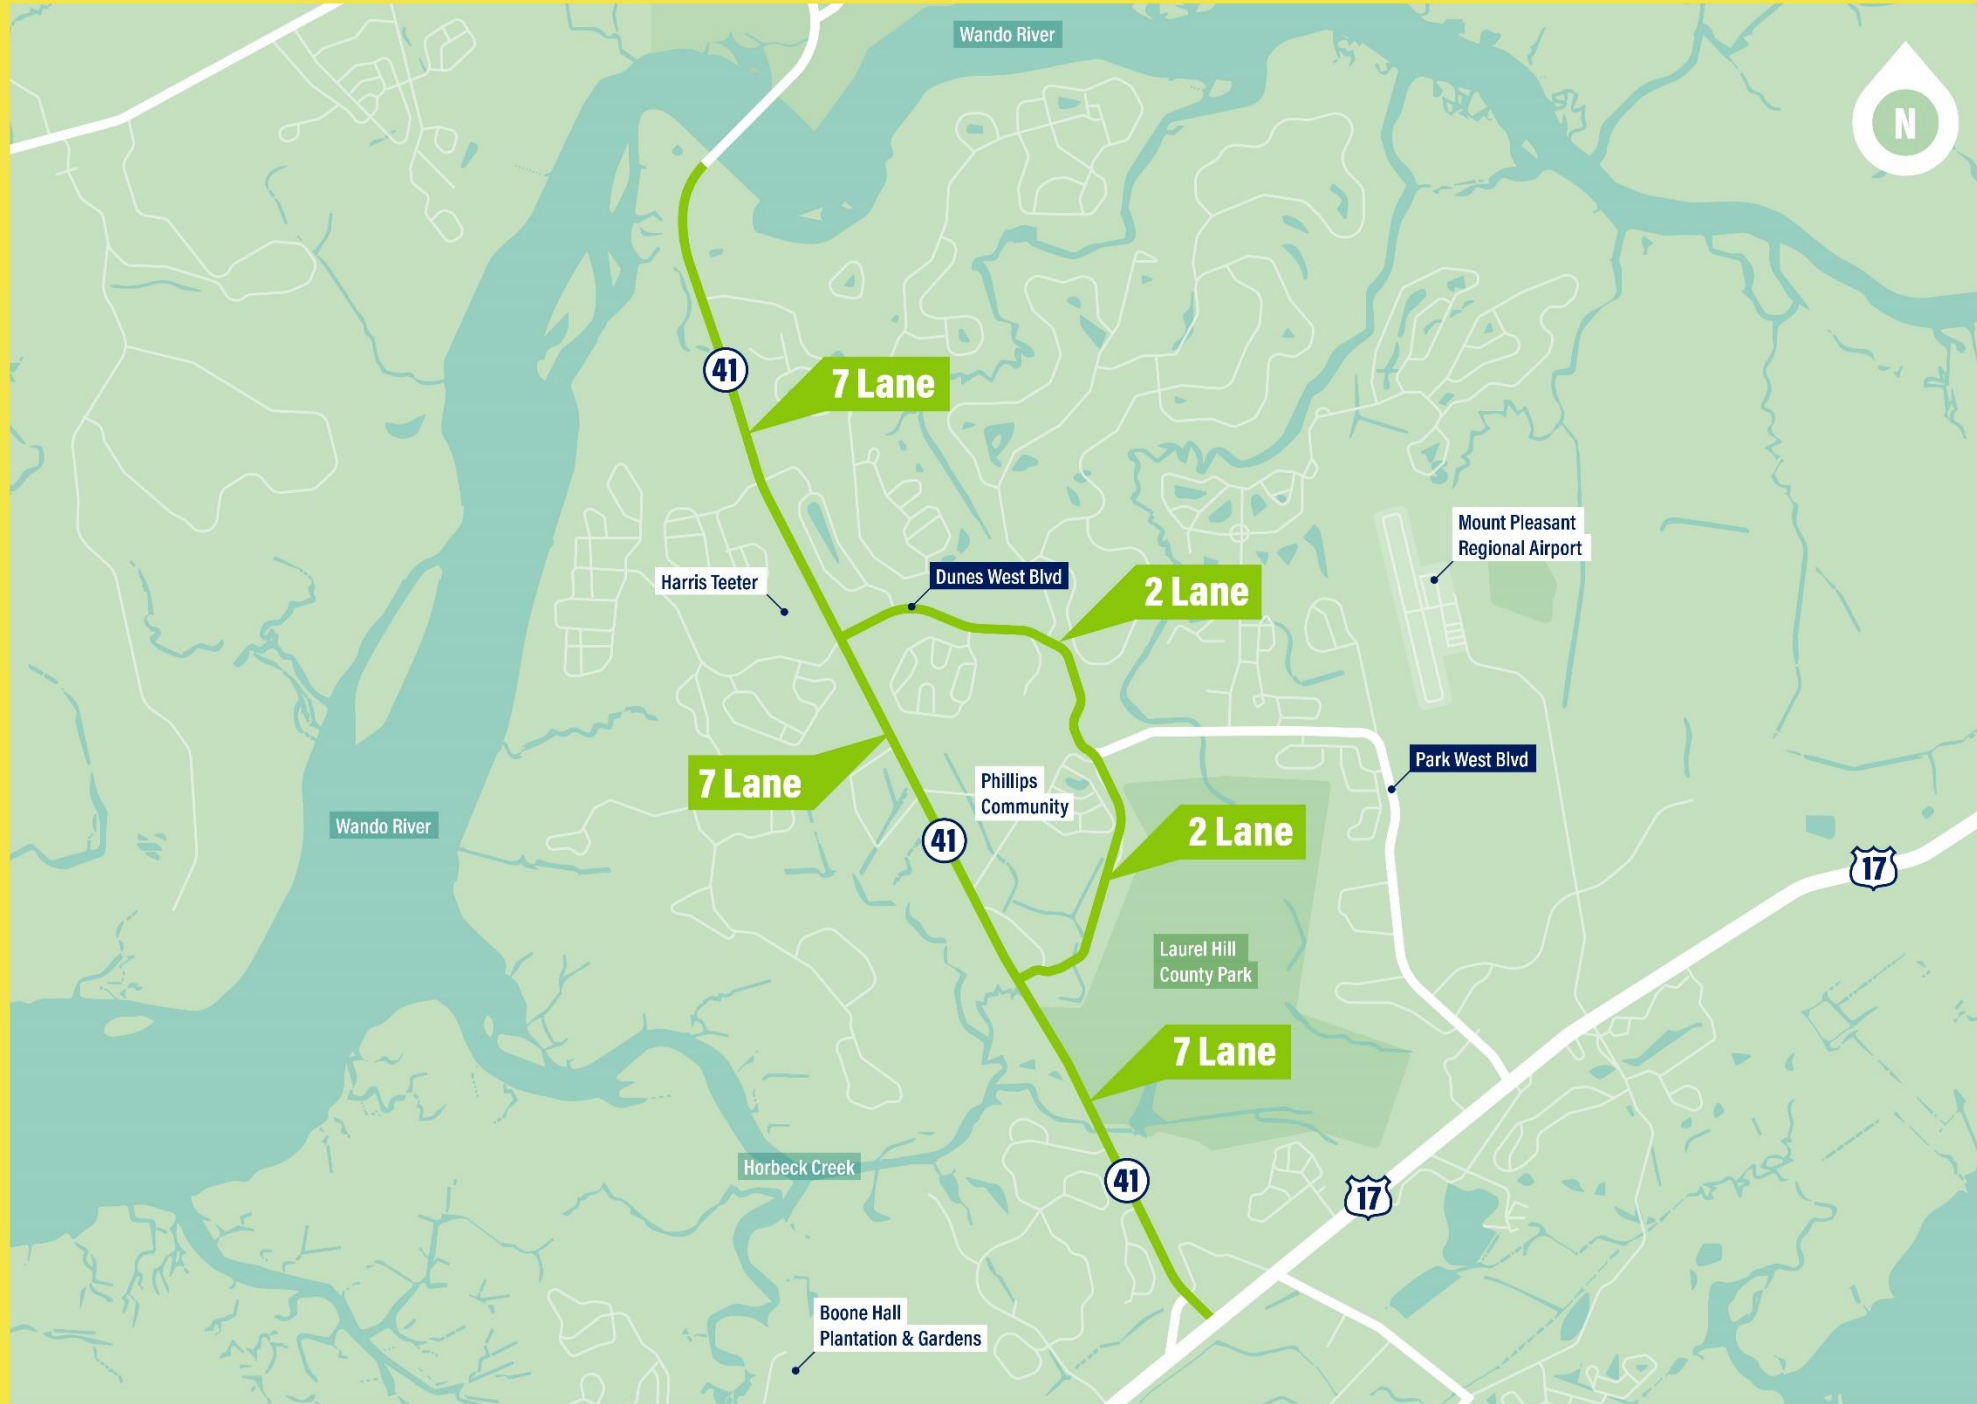 Wando River
N
41
7 Lane
Mount Pleasant
Regional Airport
Harris Teeter
Dunes West Blvd
2 Lane
Park West Blvd
7 Lane
Phillips
Community
Wando River
41
2 Lane
17
Laurel Hill
County Park
7 Lane
Horbeck Creek
41
17
Boone Hall
Plantation & Gardens